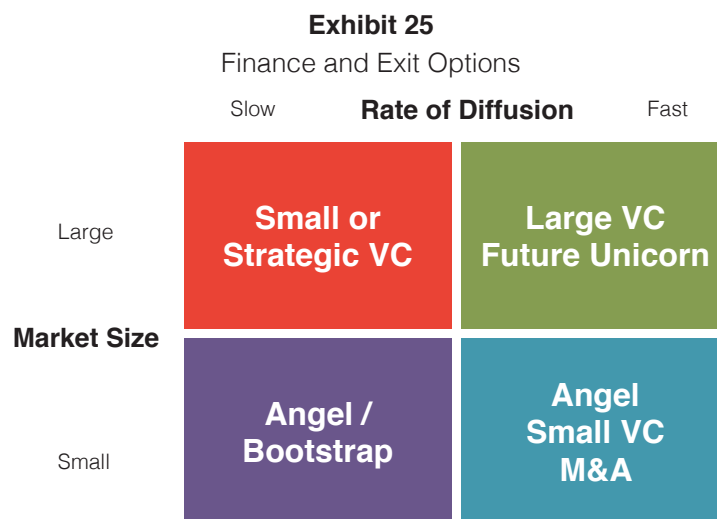 Exhibit 25
Finance and Exit Options
Slow
Rate of Diffusion
Fast
Large
Small or
Strategic VC
Large VC
Future Unicorn
Market Size
Small
Angel /
Bootstrap
Angel
Small VC
M&A